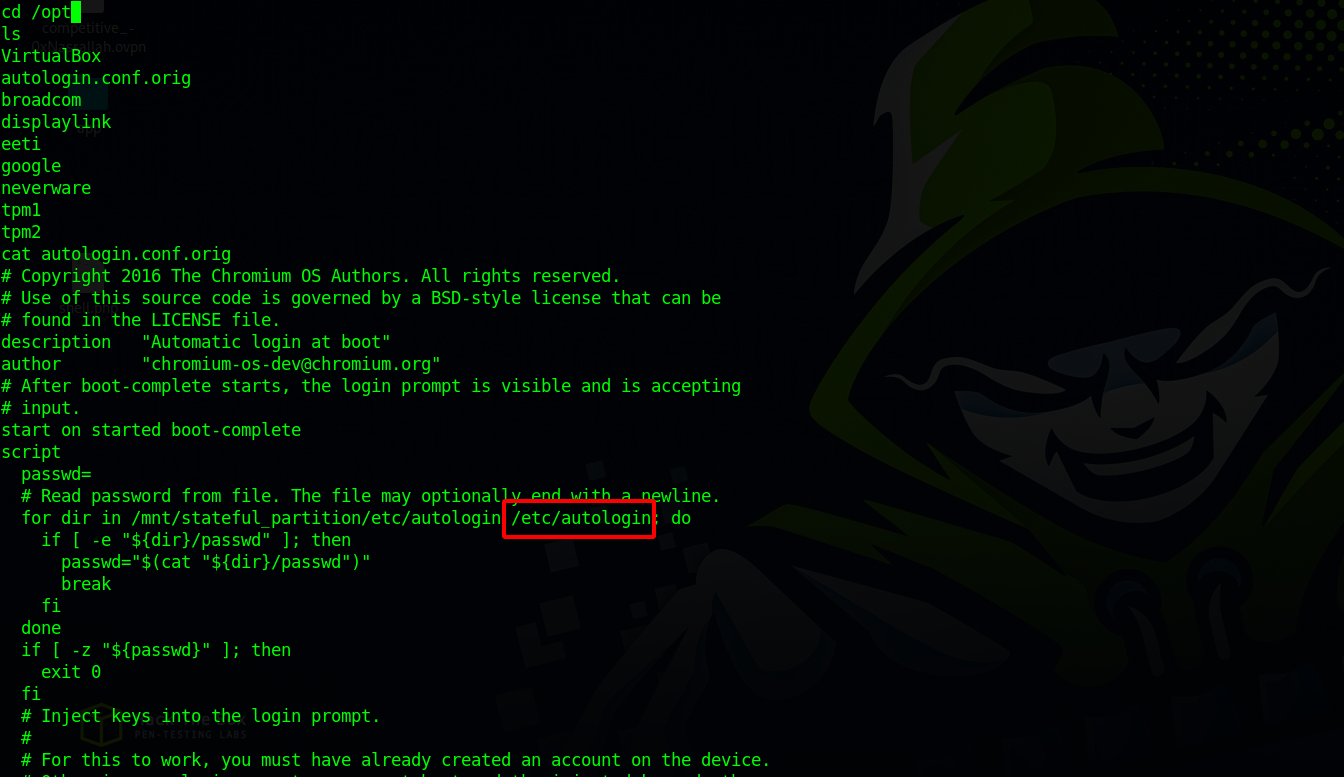 cd /opt
ls
VirtualBox
autologin.conf.orig
broadcom
displaylink
eeti
google
neverware
tpm1
tpm2
cat autologin.conf.orig
# Copyright 2016 The Chromium OS Authors. All rights reserved.
# Use of this source code is governed by a BSD-style license that can be
# found in the LICENSE file.
description   "Automatic login at boot"
author        "chromium-os-dev@chromium.org"
# After boot-complete starts, the login prompt is visible and is accepting
# input.
start on started boot-complete
script
  passwd=
  # Read password from file. The file may optionally end with a newline.
  for dir in /mnt/stateful_partition/etc/autologin /etc/autologin; do
    if [ -e "${dir}/passwd" ]; then
      passwd="$(cat "${dir}/passwd")"
      break
    fi
  done
  if [ -z "${passwd}" ]; then
    exit 0
  fi
  # Inject keys into the login prompt.
  #
  # For this to work, you must have already created an account on the device.
competitive_-
0xNasrallah.ovpn
PEN-TESTING LABS